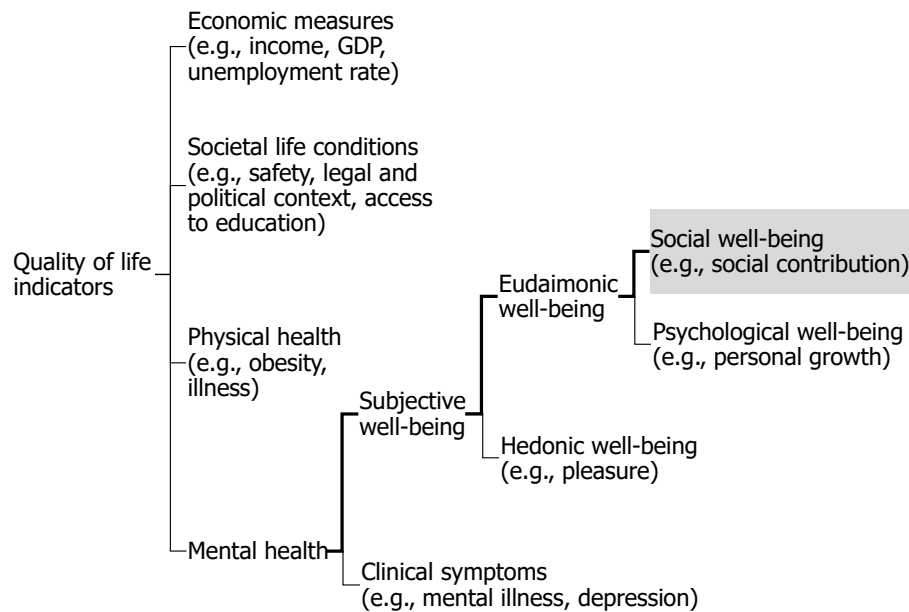 Economic measures
(e.g., income, GDP,
unemployment rate)
Societal life conditions
(e.g., safety, legal and
political context, access
to education)
Quality of life
indicators
Physical health
(e.g., obesity,
illness)
Mental health
Subjective
well-being
Clinical symptoms
(e.g., mental illness, depression)
Eudaimonic
well-being
Hedonic well-being
(e.g., pleasure)
Social well-being
(e.g., social contribution)
Psychological well-being
(e.g., personal growth)